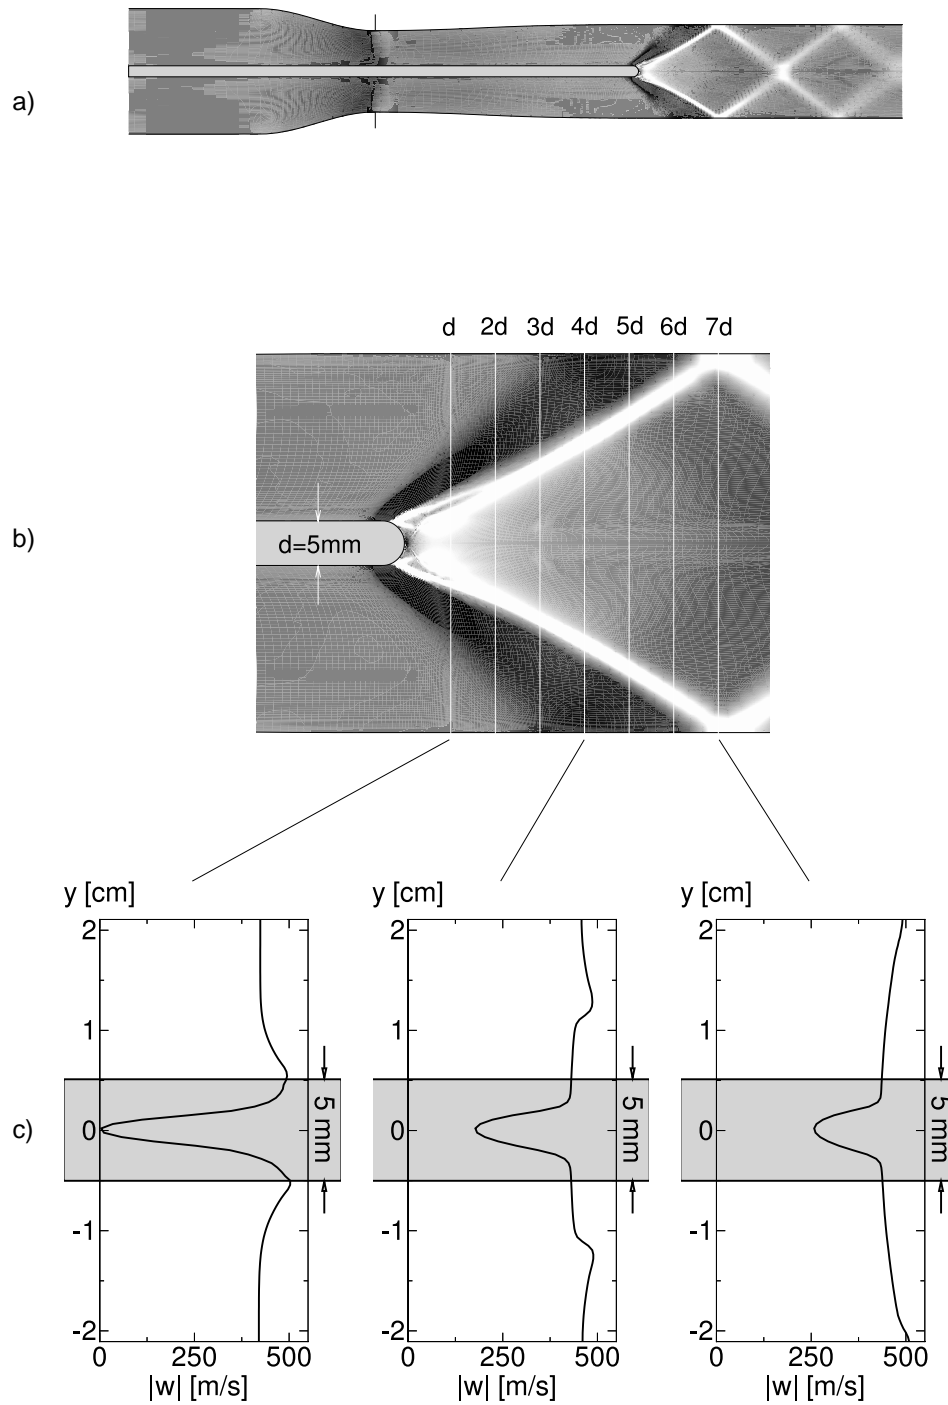 a)
d 2d 3d 4d 5d 6d 7d
b)
d=5mm
y [cm] y [cm] y [cm]
2 2 2
1 1 1
c)
0 0 0
5 mm 5 mm 5 mm
-1 -1 -1
-2 -2 -2
0 250 500 0 250 500 0 250 500
|w| [m/s] |w| [m/s] |w| [m/s]